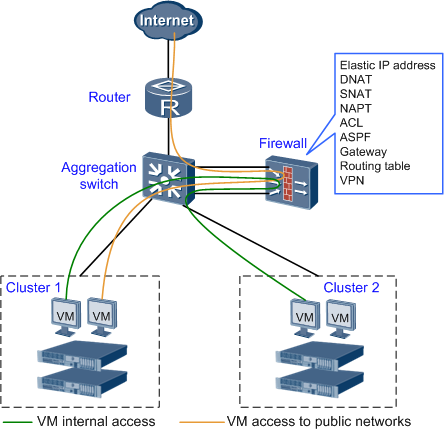 Internet
Router
Elastic IP address
DNAT
SNAT
NAPT
ACL
ASPF
Gateway
Routing table
VPN
Firewall
Aggregation
switch
Cluster 1
Cluster 2
VM
VM
VM
VM
VM internal access
VM access to public networks